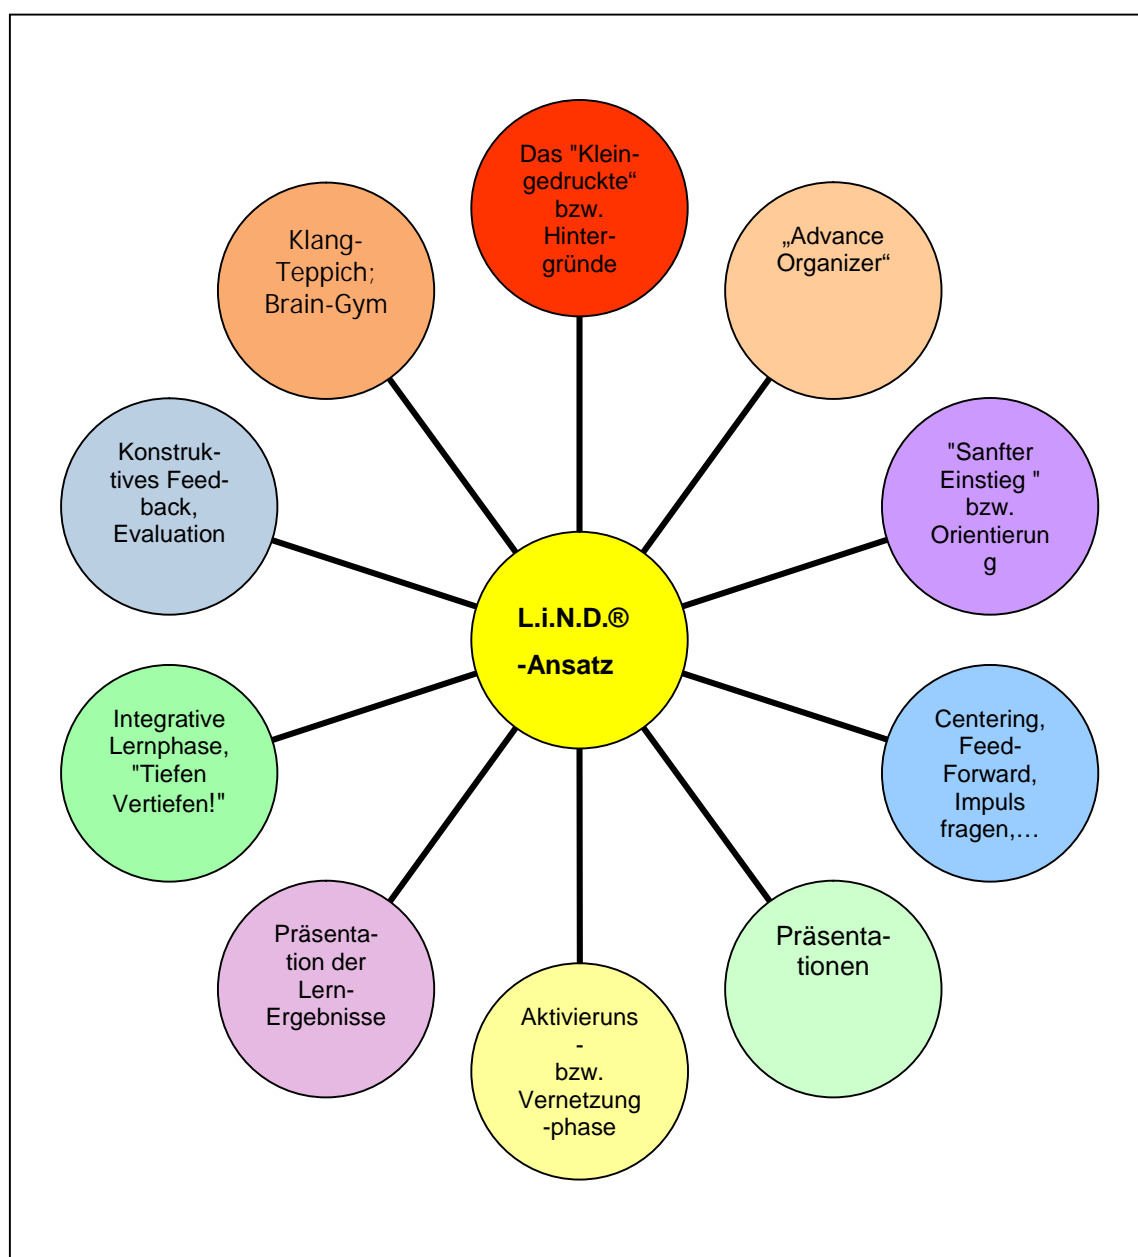 Das "Klein-
gedruckte“
bzw.
Hinter-
gründe
„Advance
Organizer“
"Sanfter
Einstieg "
bzw.
Orientierun
g
Centering,
Feed-
Forward,
Impuls
fragen,…
Präsenta-
tionen
Aktivieruns
-
bzw.
Vernetzung
-phase
Präsenta-
tion der
Lern-
Ergebnisse
Integrative
Lernphase,
"Tiefen
Vertiefen!"
Konstruk-
tives Feed-
back,
Evaluation
Klang-
Teppich;
Brain-Gym
L.i.N.D.®
-Ansatz